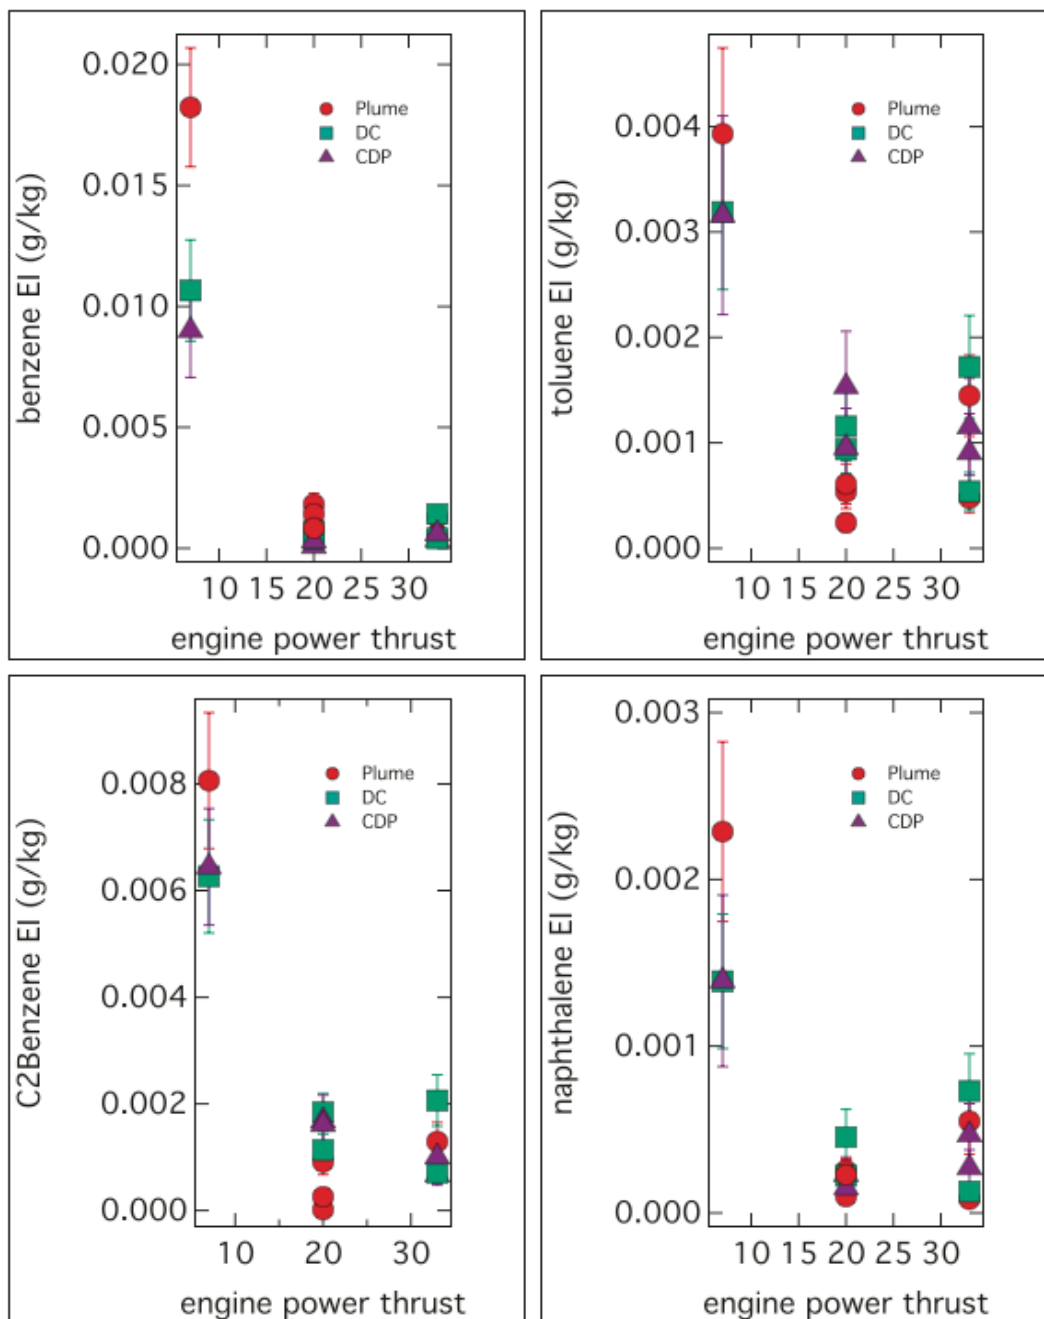 benzene EI (g/kg)
0.020
0.015
0.010
0.005
0.000
Plume
DC
CDP
10 15 20 25 30
engine power thrust
toluene EI (g/kg)
0.004
0.003
0.002
0.001
0.000
Plume
DC
CDP
10 15 20 25 30
engine power thrust
C2Benzene EI (g/kg)
0.008
0.006
0.004
0.002
0.000
Plume
DC
CDP
10 20 30
engine power thrust
naphthalene EI (g/kg)
0.003
0.002
0.001
0.000
Plume
DC
CDP
10 15 20 25 30
engine power thrust